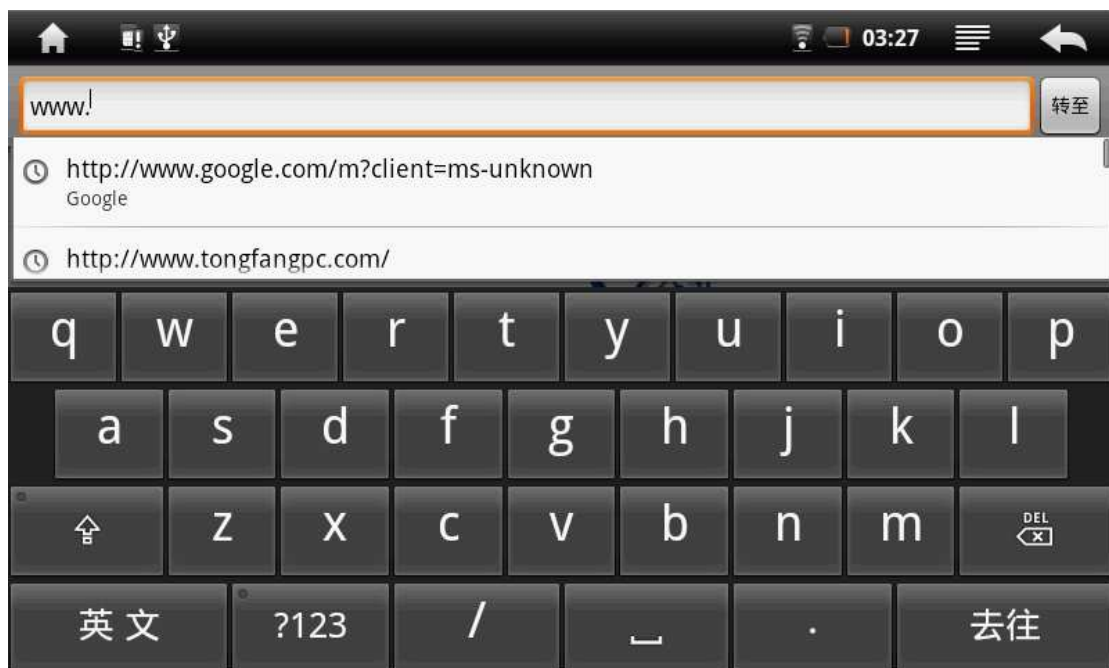 03:27
www.
转至
http://www.google.com/m?client=ms-unknown
Google
http://www.tongfangpc.com/
q w e r t y u i o p
a s d f g h j k l
z x c v b n m DEL
英文 ?123 / . 去往